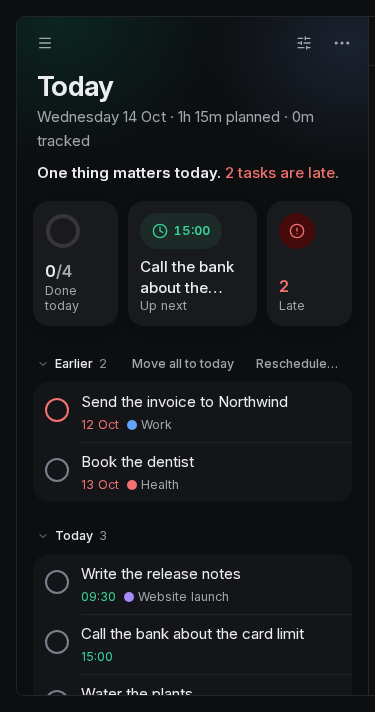 Today
Wednesday 14 Oct · 1h 15m planned · 0m
tracked
One thing matters today. 2 tasks are late.
0/4
Done
today
15:00
Call the bank
about the…
Up next
2
Late
Earlier 2 Move all to today Reschedule…
Send the invoice to Northwind
12 Oct Work
Book the dentist
13 Oct Health
Today 3
Write the release notes
09:30 Website launch
Call the bank about the card limit
15:00
Water the plants